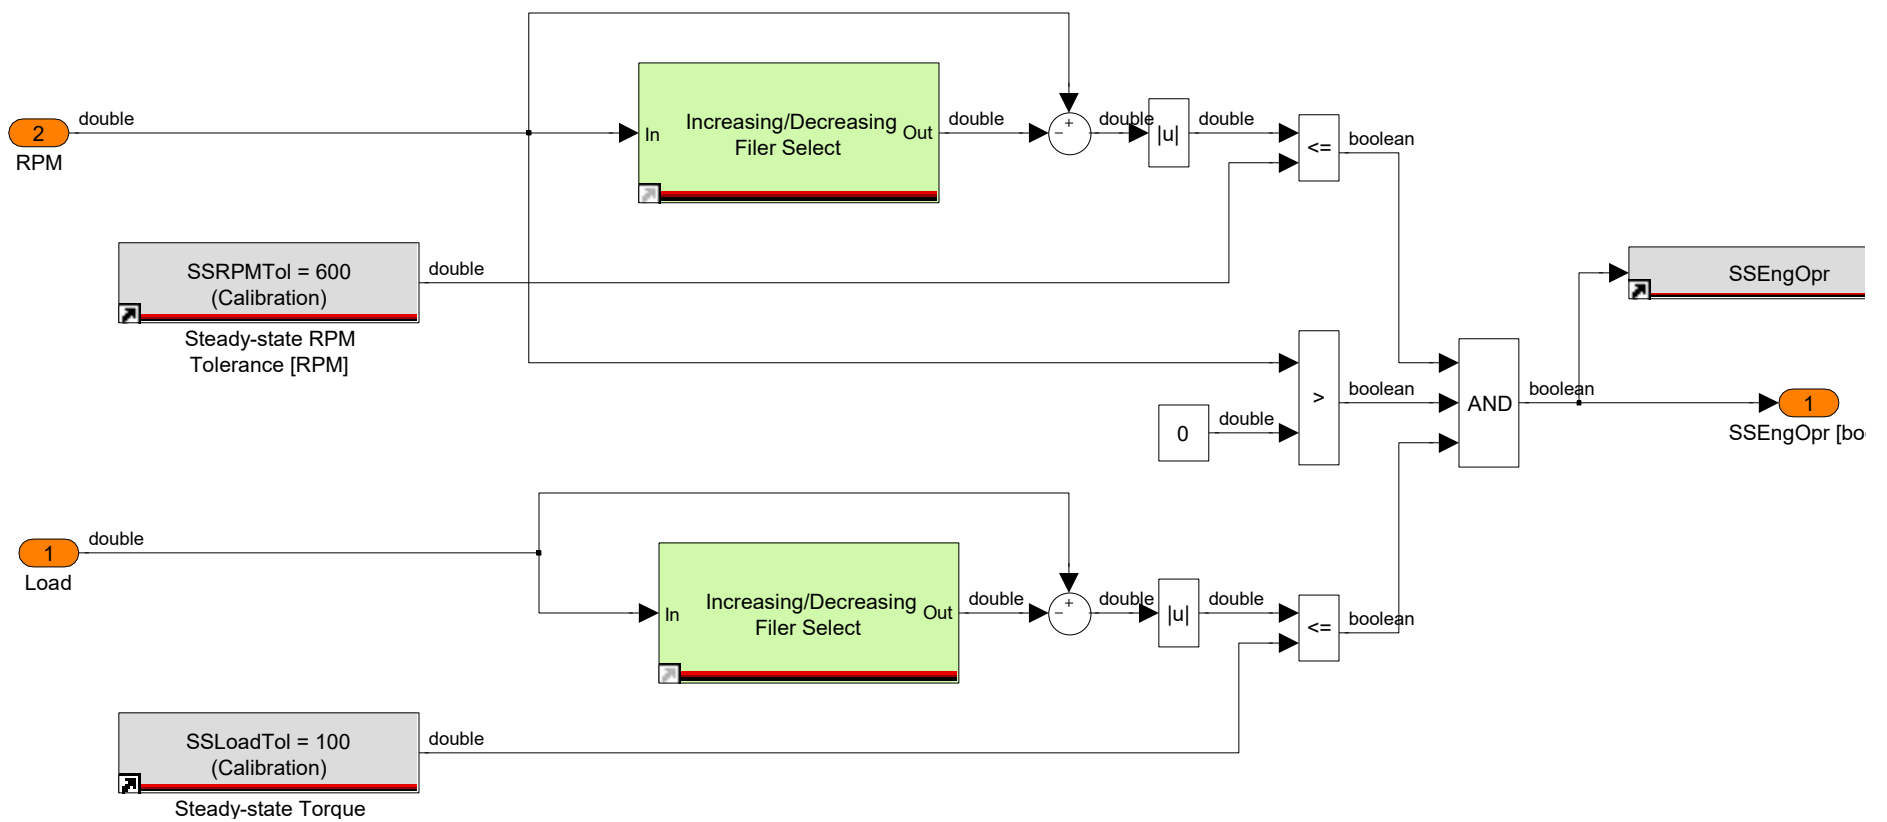 2
RPM
double
In
Increasing/Decreasing
Filer Select
Out
double
+
−
double
|u|
double
<=
boolean
SSRPMTol = 600
(Calibration)
double
Steady-state RPM
Tolerance [RPM]
SSEngOpr
>
boolean
0
double
AND
boolean
1
SSEngOpr [bo
1
Load
double
In
Increasing/Decreasing
Filer Select
Out
double
+
−
double
|u|
double
<=
boolean
SSLoadTol = 100
(Calibration)
double
Steady-state Torque